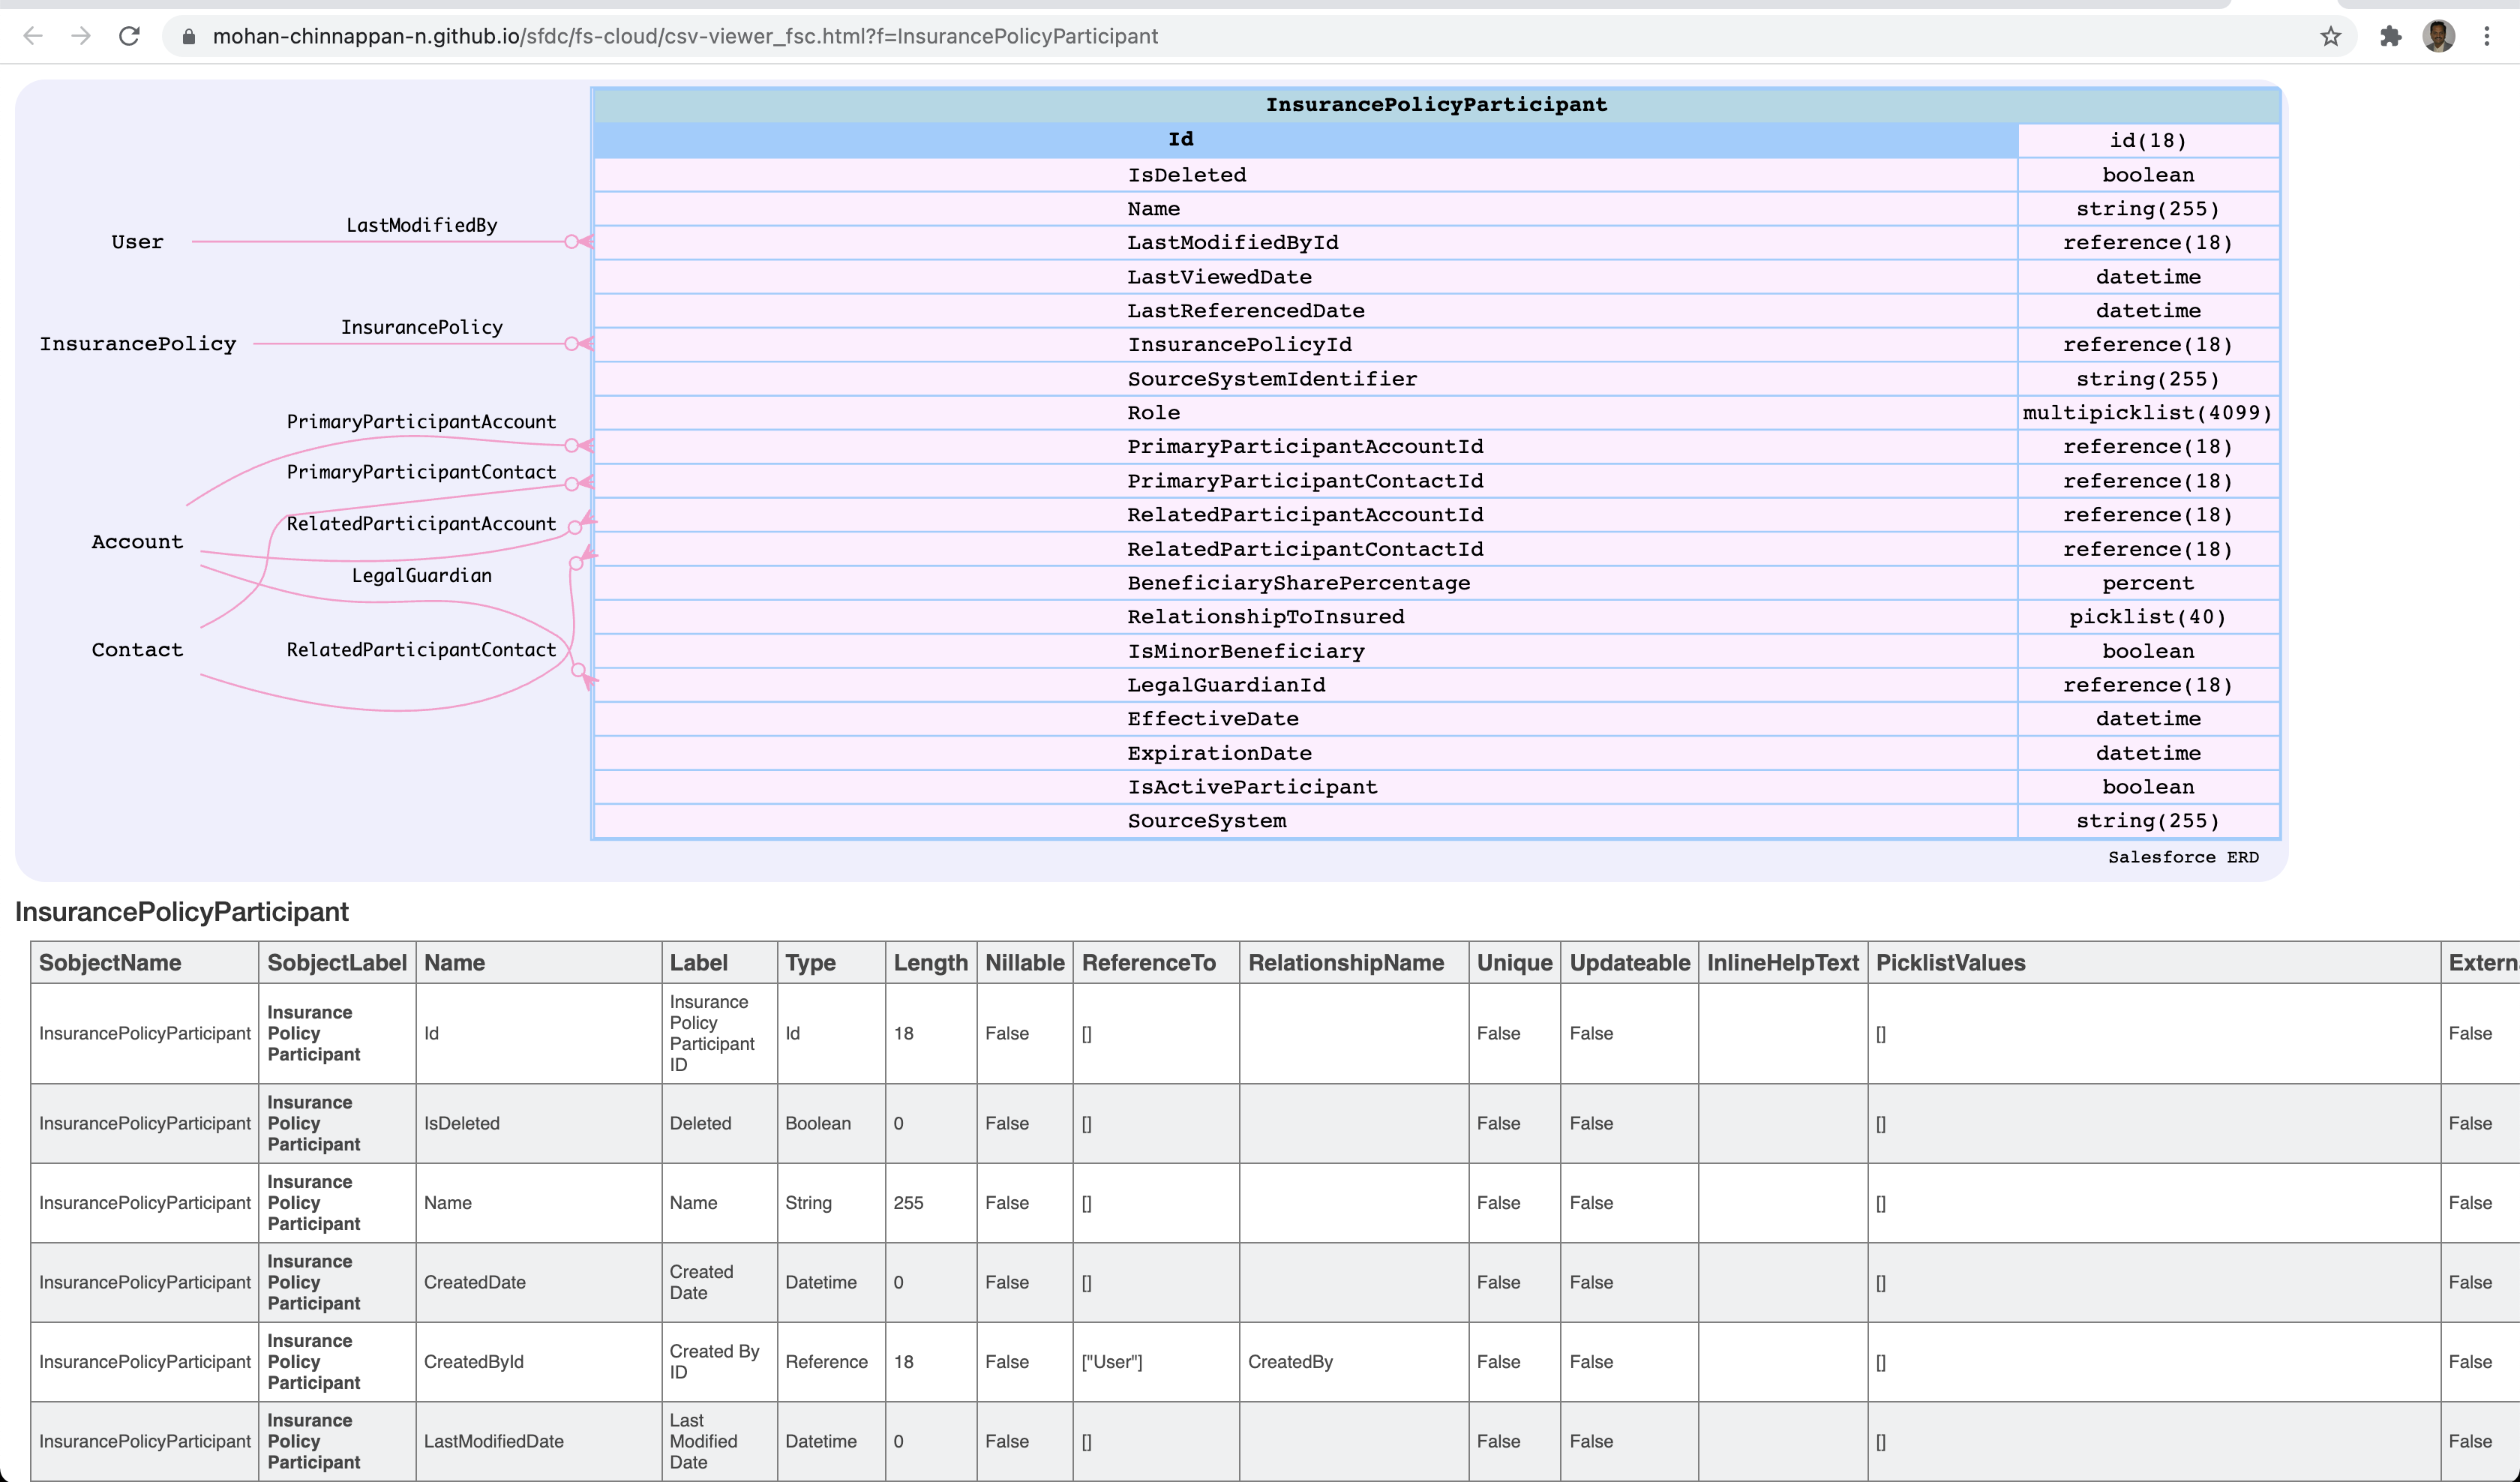 mohan-chinnappan-n.github.io/sfdc/fs-cloud/csv-viewer_fsc.html?f=InsurancePolicyParticipant
InsurancePolicyParticipant
Id id(18)
IsDeleted boolean
Name string(255)
LastModifiedById reference(18)
LastViewedDate datetime
LastReferencedDate datetime
InsurancePolicyId reference(18)
SourceSystemIdentifier string(255)
Role multipicklist(4099)
PrimaryParticipantAccountId reference(18)
PrimaryParticipantContactId reference(18)
RelatedParticipantAccountId reference(18)
RelatedParticipantContactId reference(18)
BeneficiarySharePercentage percent
RelationshipToInsured picklist(40)
IsMinorBeneficiary boolean
LegalGuardianId reference(18)
EffectiveDate datetime
ExpirationDate datetime
IsActiveParticipant boolean
SourceSystem string(255)
LastModifiedBy
User
InsurancePolicy
InsurancePolicy
PrimaryParticipantAccount
PrimaryParticipantContact
RelatedParticipantAccount
Account
LegalGuardian
Contact
RelatedParticipantContact
Salesforce ERD
InsurancePolicyParticipant
SobjectName SobjectLabel Name Label Type Length Nillable ReferenceTo RelationshipName Unique Updateable InlineHelpText PicklistValues Extern
InsurancePolicyParticipant Insurance Policy Participant Id Insurance Policy Participant ID Id 18 False [] False False [] False
InsurancePolicyParticipant Insurance Policy Participant IsDeleted Deleted Boolean 0 False [] False False [] False
InsurancePolicyParticipant Insurance Policy Participant Name Name String 255 False [] False False [] False
InsurancePolicyParticipant Insurance Policy Participant CreatedDate Created Date Datetime 0 False [] False False [] False
InsurancePolicyParticipant Insurance Policy Participant CreatedById Created By ID Reference 18 False ["User"] CreatedBy False False [] False
InsurancePolicyParticipant Insurance Policy Participant LastModifiedDate Last Modified Date Datetime 0 False [] False False [] False